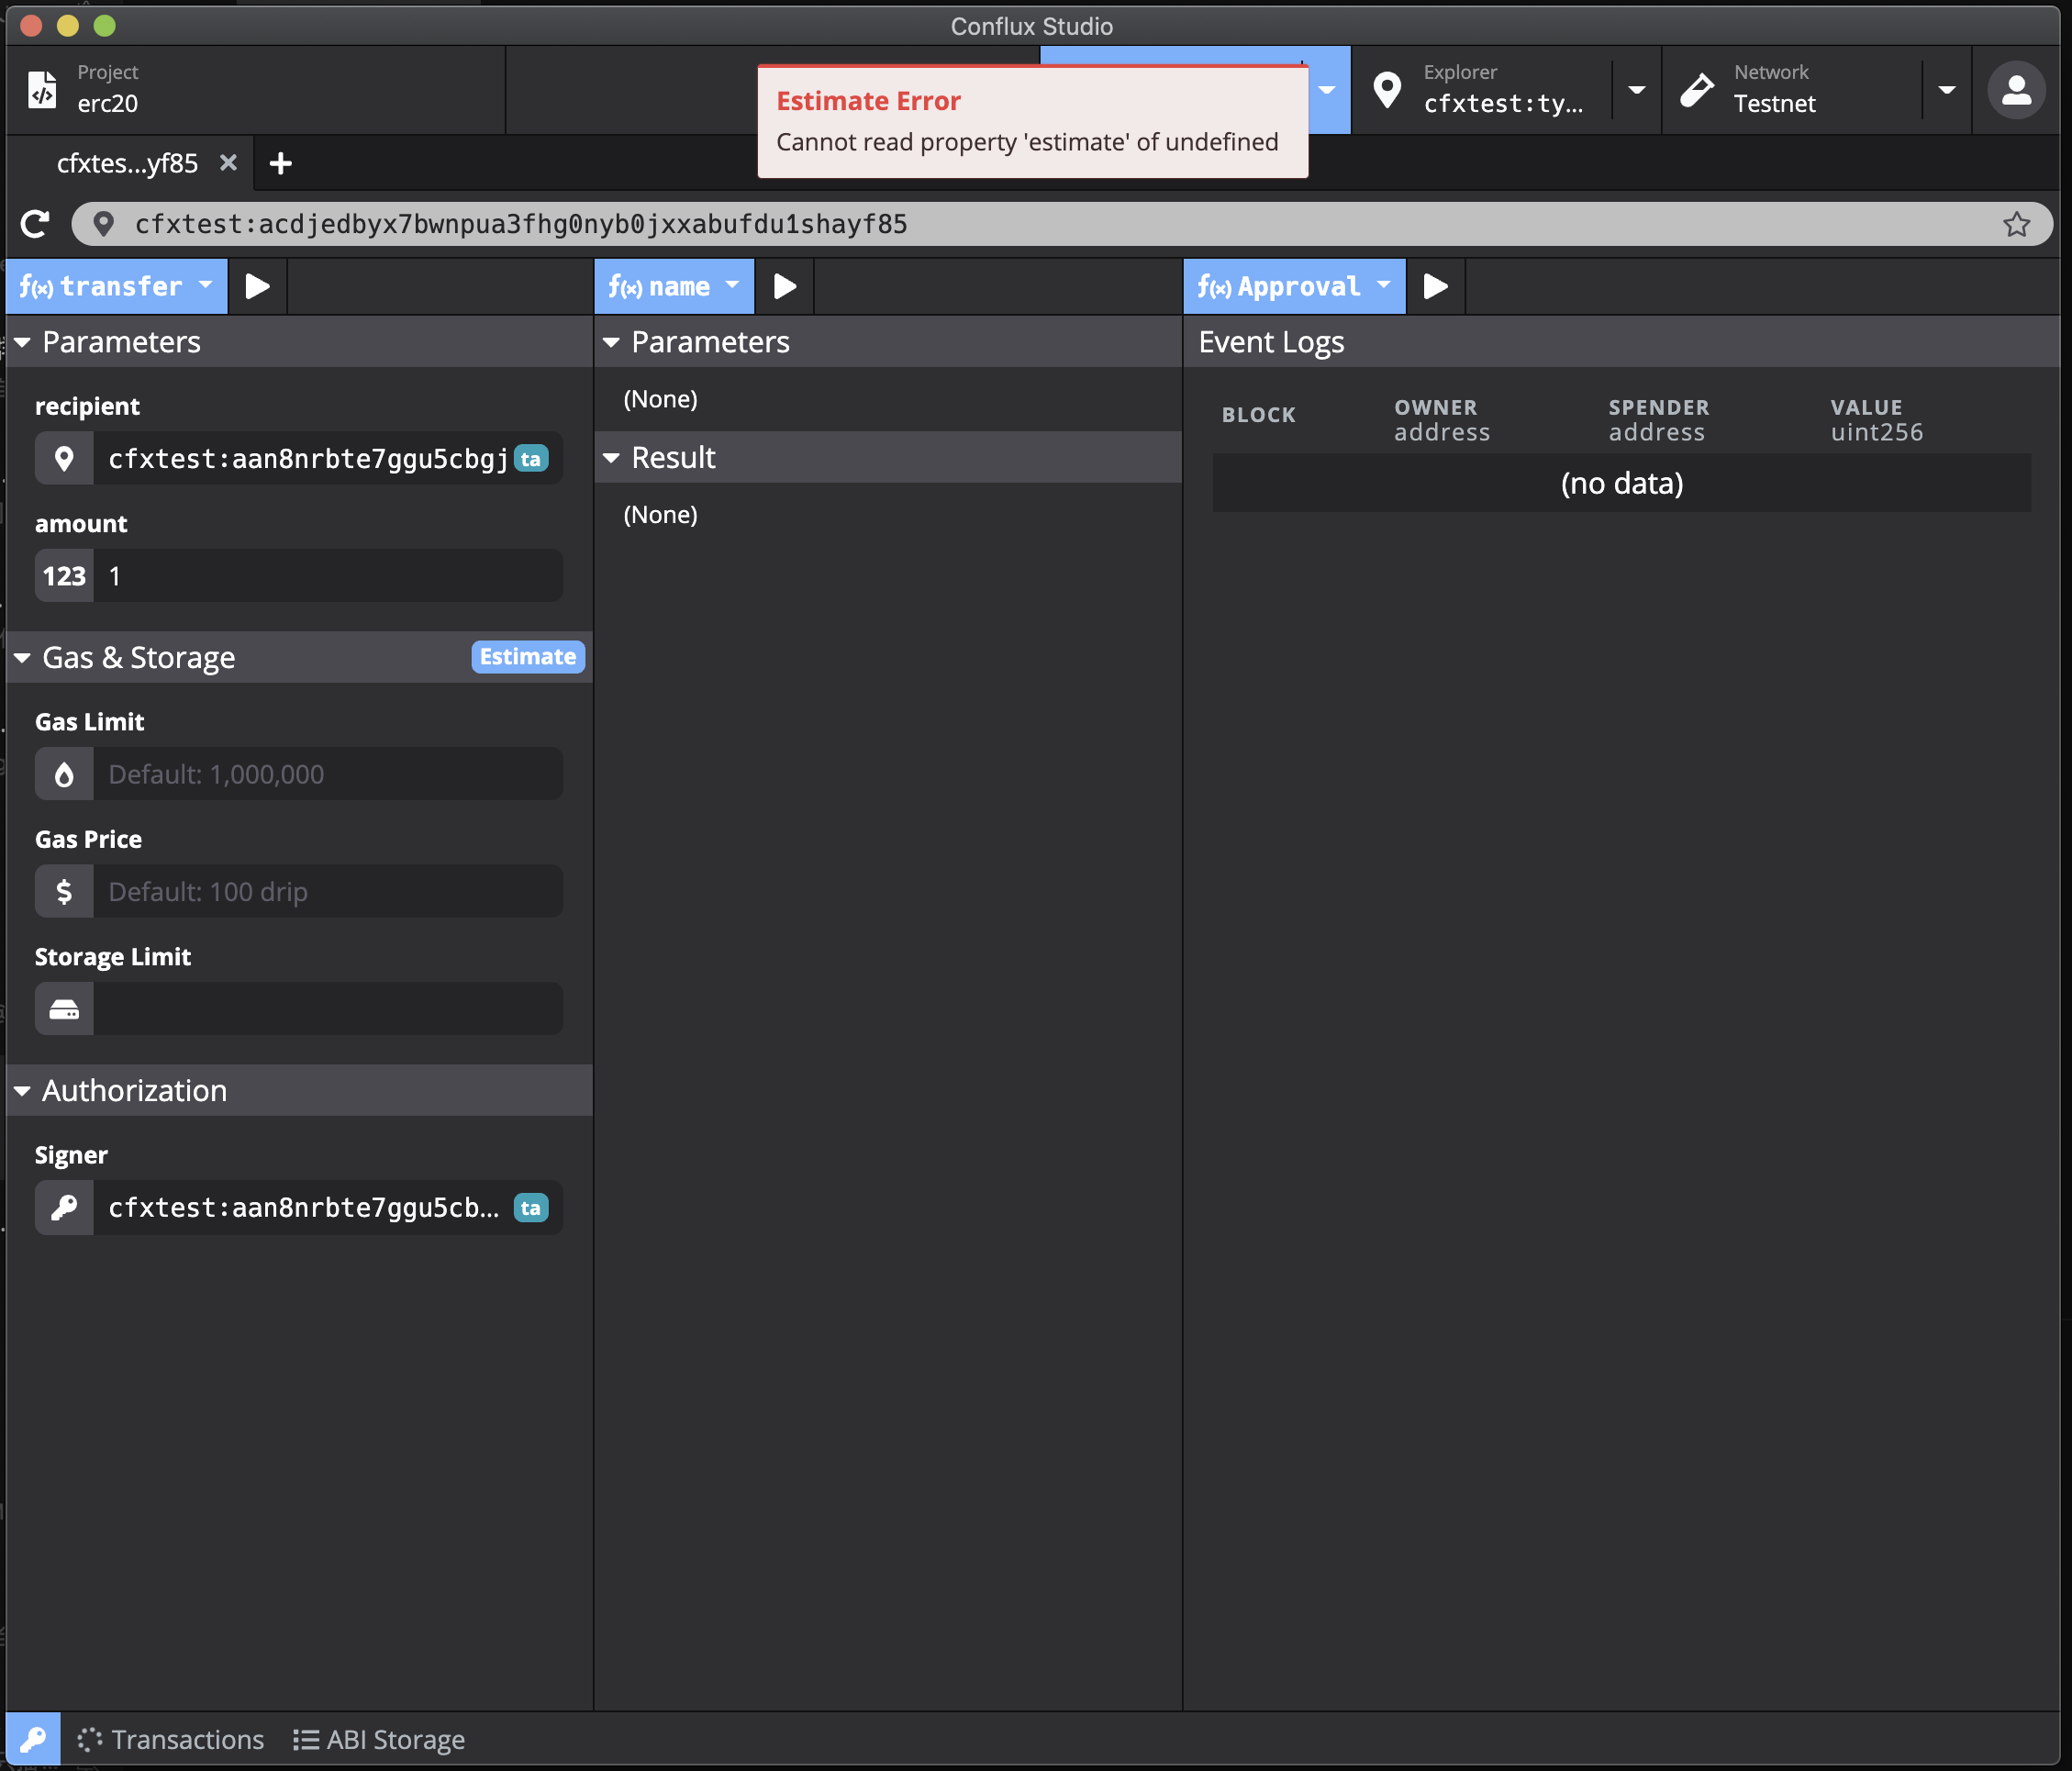 Conflux Studio
Project
erc20
Explorer
cfxtest:ty...
Network
Testnet
Estimate Error
Cannot read property 'estimate' of undefined
cfxtes...yf85
cfxtest:acdjedbyx7bwnpua3fhg0nyb0jxxabufdu1shayf85
f(x) transfer
f(x) name
f(x) Approval
Parameters
recipient
cfxtest:aan8nrbte7ggu5cbgj ta
amount
123 1
Gas & Storage Estimate
Gas Limit
Default: 1,000,000
Gas Price
$ Default: 100 drip
Storage Limit
Authorization
Signer
cfxtest:aan8nrbte7ggu5cb... ta
Parameters
(None)
Result
(None)
Event Logs
BLOCK OWNER SPENDER VALUE
address address uint256
(no data)
Transactions ABI Storage